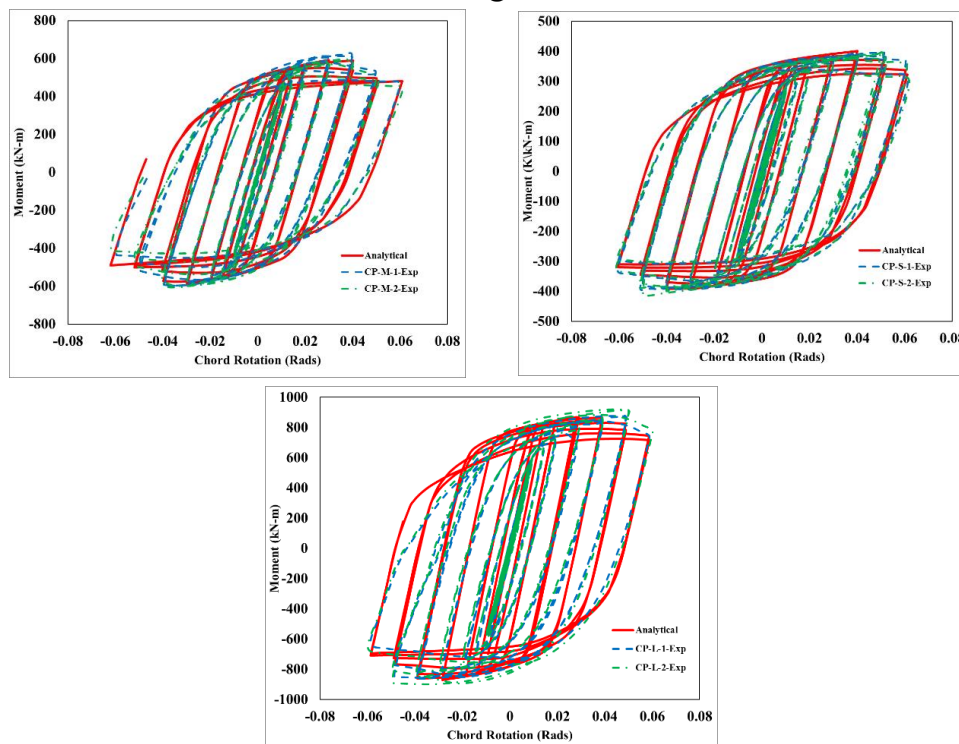 800
600
400
200
0
-200
-400
-600
-800
Moment (kN-m)
Analytical
CP-M-1-Exp
CP-M-2-Exp
-0.08 -0.06 -0.04 -0.02 0 0.02 0.04 0.06 0.08
Chord Rotation (Rads)
500
400
300
200
100
0
-100
-200
-300
-400
-500
Moment (K\kN-m)
Analytical
CP-S-1-Exp
CP-S-2-Exp
-0.08 -0.06 -0.04 -0.02 0 0.02 0.04 0.06 0.08
Chord Rotation (Rads)
1000
800
600
400
200
0
-200
-400
-600
-800
-1000
Moment (kN-m)
Analytical
CP-L-1-Exp
CP-L-2-Exp
-0.08 -0.06 -0.04 -0.02 0 0.02 0.04 0.06 0.08
Chord Rotation (Rads)